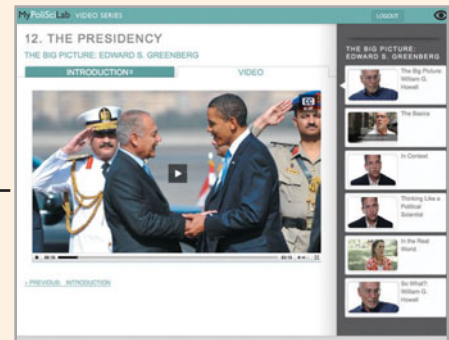 MyPoliSciLab VIDEO SERIES
LOGOUT
12. THE PRESIDENCY
THE BIG PICTURE: EDWARD S. GREENBERG
INTRODUCTION
VIDEO
THE BIG PICTURE:
EDWARD S. GREENBERG
The Big Picture:
William G.
Howell
The Basics
In Context
Thinking Like a
Political
Scientist
In the Real
World
So What?:
William G.
Howell
PREVIOUS: INTRODUCTION